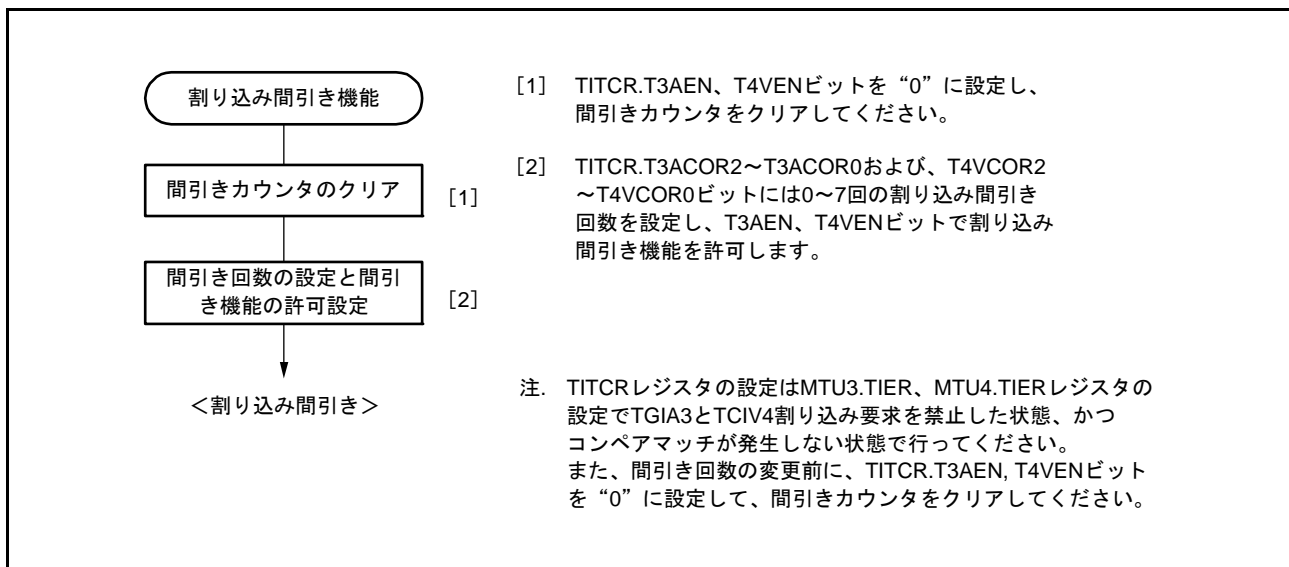 割り込み間引き機能
間引きカウンタのクリア
[1]
間引き回数の設定と間引
き機能の許可設定
[2]
＜割り込み間引き＞
[1] TITCR.T3AEN、T4VENビットを“0”に設定し、
間引きカウンタをクリアしてください。
[2] TITCR.T3ACOR2～T3ACOR0および、T4VCOR2
～T4VCOR0ビットには0～7回の割り込み間引き
回数を設定し、T3AEN、T4VENビットで割り込み
間引き機能を許可します。
注. TITCRレジスタの設定はMTU3.TIER、MTU4.TIERレジスタの
設定でTGIA3とTCIV4割り込み要求を禁止した状態、かつ
コンペアマッチが発生しない状態で行ってください。
また、間引き回数の変更前に、TITCR.T3AEN, T4VENビット
を“0”に設定して、間引きカウンタをクリアしてください。